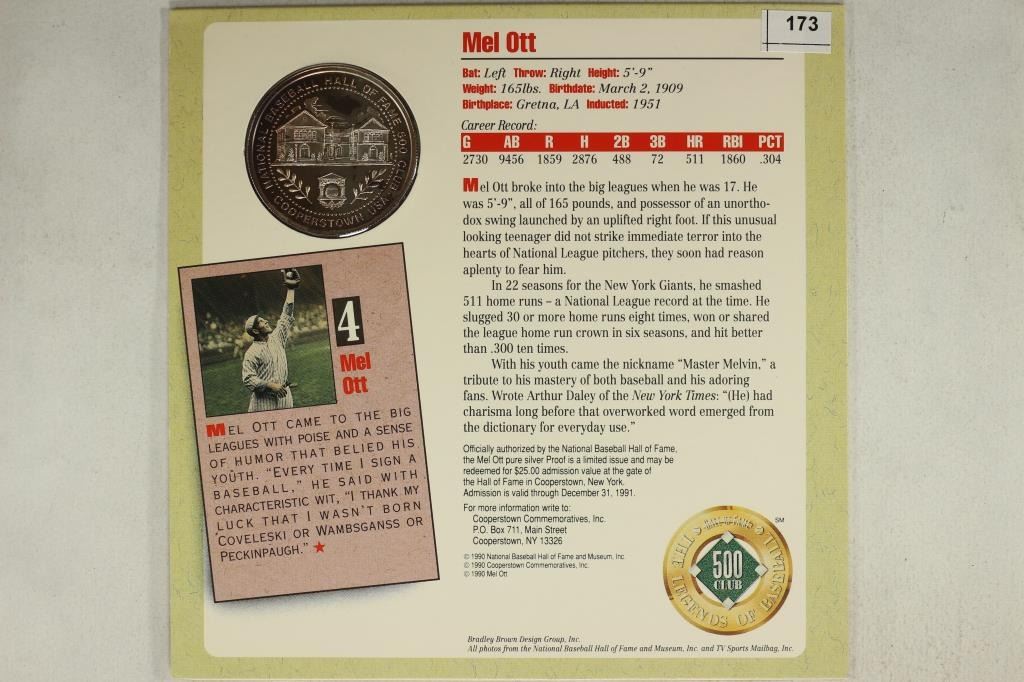 173
Mel Ott
Bat: Left Throw: Right Height: 5'-9"
Weight: 165lbs. Birthdate: March 2, 1909
Birthplace: Gretna, LA Inducted: 1951
Career Record:
G AB R H 2B 3B HR RBI PCT
2730 9456 1859 2876 488 72 511 1860 .304
Mel Ott broke into the big leagues when he was 17. He
was 5'-9", all of 165 pounds, and possessor of an unortho-
dox swing launched by an uplifted right foot. If this unusual
looking teenager did not strike immediate terror into the
hearts of National League pitchers, they soon had reason
aplenty to fear him.
In 22 seasons for the New York Giants, he smashed
511 home runs – a National League record at the time. He
slugged 30 or more home runs eight times, won or shared
the league home run crown in six seasons, and hit better
than .300 ten times.
With his youth came the nickname "Master Melvin," a
tribute to his mastery of both baseball and his adoring
fans. Wrote Arthur Daley of the New York Times: "(He) had
charisma long before that overworked word emerged from
the dictionary for everyday use."
Officially authorized by the National Baseball Hall of Fame,
the Mel Ott pure silver Proof is a limited issue and may be
redeemed for $25.00 admission value at the gate of
the Hall of Fame in Cooperstown, New York.
Admission is valid through December 31, 1991.
For more information write to:
Cooperstown Commemoratives, Inc.
P.O. Box 711, Main Street
Cooperstown, NY 13326
© 1990 National Baseball Hall of Fame and Museum, Inc.
© 1990 Cooperstown Commemoratives, Inc.
© 1990 Mel Ott
Bradley Brown Design Group, Inc.
All photos from the National Baseball Hall of Fame and Museum, Inc. and TV Sports Mailbag, Inc.
NATIONAL BASEBALL HALL OF FAME 500 CLUB
COOPERSTOWN USA
4
Mel
Ott
MEL OTT CAME TO THE BIG
LEAGUES WITH POISE AND A SENSE
OF HUMOR THAT BELIED HIS
YOUTH. "EVERY TIME I SIGN A
BASEBALL," HE SAID WITH
CHARACTERISTIC WIT, "I THANK MY
LUCK THAT I WASN'T BORN
COVELESKI OR WAMBSGANSS OR
PECKINPAUGH." ★
HALL OF FAME
500
CLUB
THE LEGENDS OF BASEBALL
SM